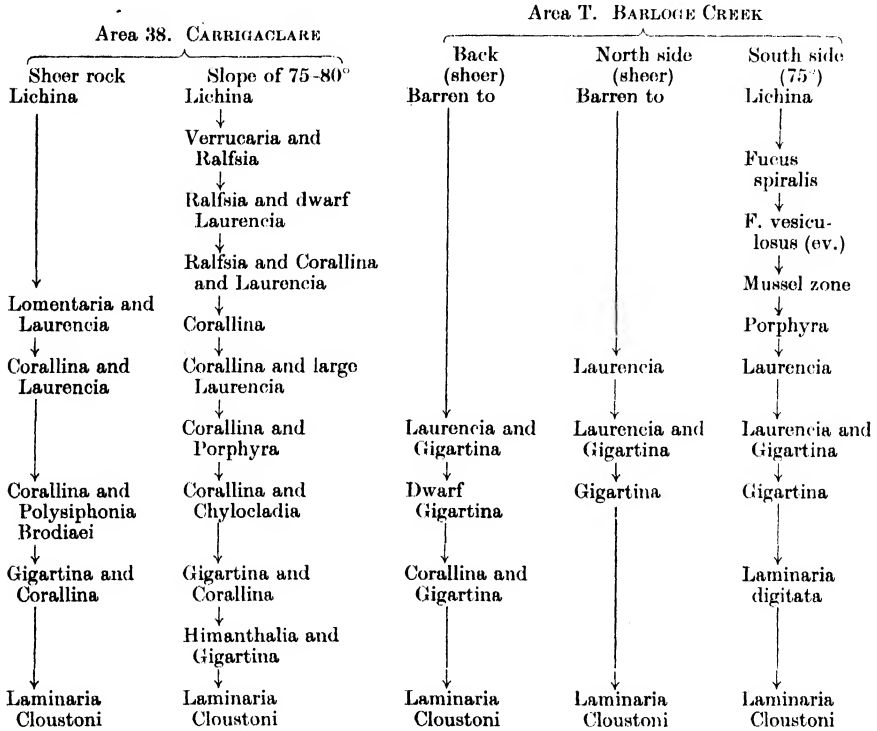 Area 38. CARRIGACLARE
Sheer rock
Lichina
Lomentaria and
Laurencia
Corallina and
Laurencia
Corallina and
Polysiphonia
Brodiaei
Gigartina and
Corallina
Laminaria
Cloustoni
Slope of 75-80°
Lichina
Verrucaria and
Ralfsia
Ralfsia and dwarf
Laurencia
Ralfsia and Corallina
and Laurencia
Corallina
Corallina and large
Laurencia
Corallina and
Porphyra
Corallina and
Chylocladia
Gigartina and
Corallina
Himanthalia and
Gigartina
Laminaria
Cloustoni
Area T. BARLOGE CREEK
Back
(sheer)
Barren to
Laurencia and
Gigartina
Dwarf
Gigartina
Corallina and
Gigartina
Laminaria
Cloustoni
North side
(sheer)
Barren to
Laurencia
Laurencia and
Gigartina
Gigartina
Laminaria
Cloustoni
South side
(75°)
Lichina
Fucus
spiralis
F. vesicu-
losus (ev.)
Mussel zone
Porphyra
Laurencia
Laurencia and
Gigartina
Gigartina
Laminaria
digitata
Laminaria
Cloustoni